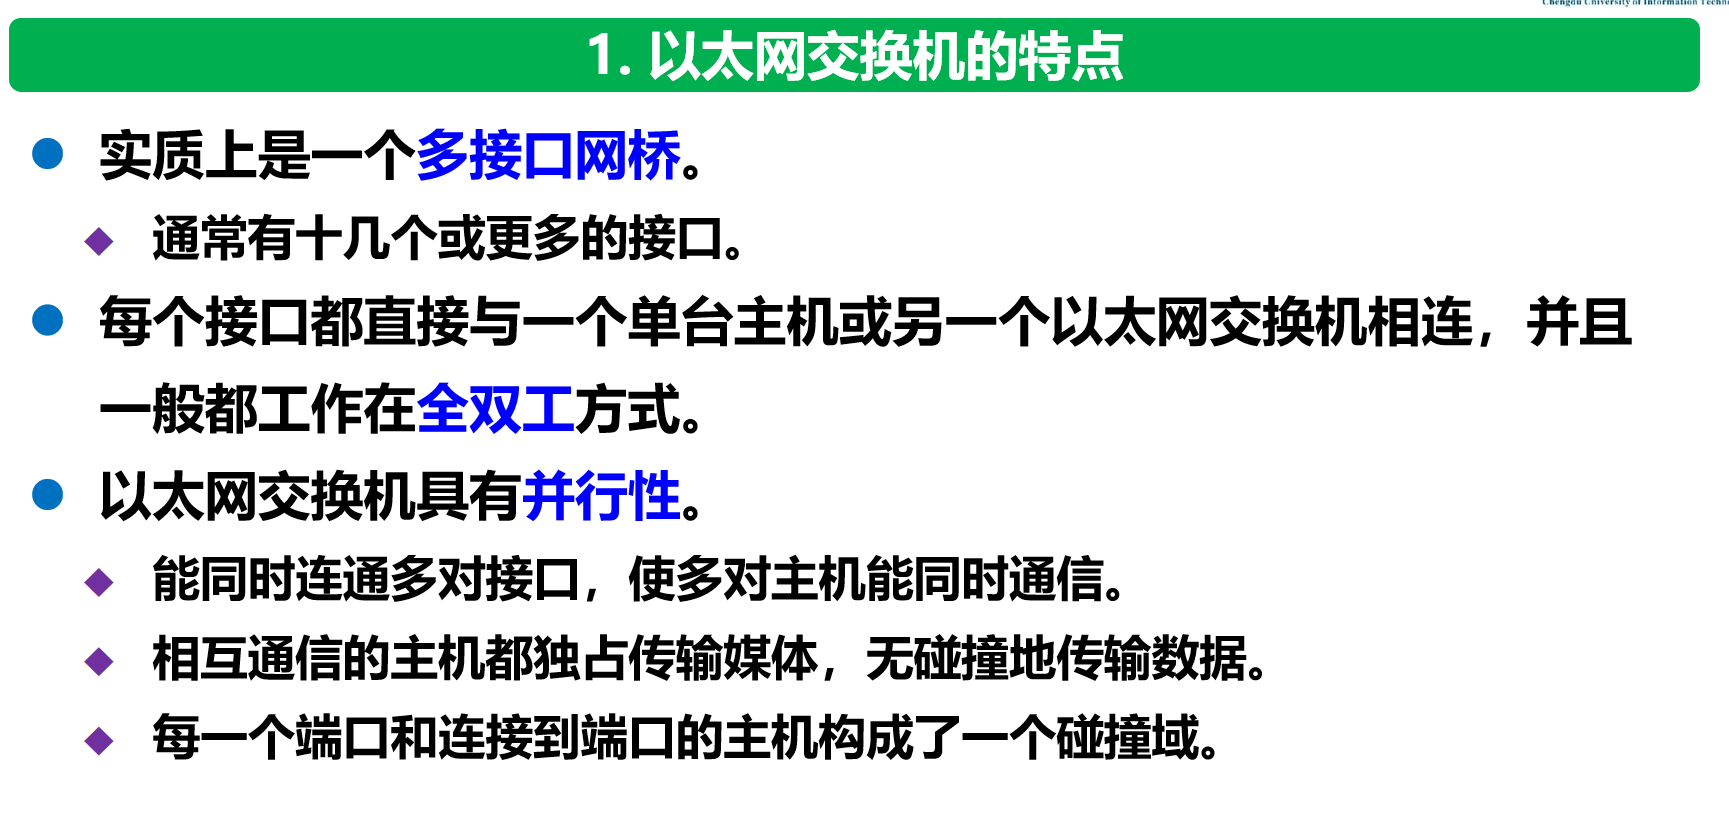 Chengdu University of Information Techn
1. 以太网交换机的特点
实质上是一个多接口网桥。
通常有十几个或更多的接口。
每个接口都直接与一个单台主机或另一个以太网交换机相连，并且
一般都工作在全双工方式。
以太网交换机具有并行性。
能同时连通多对接口，使多对主机能同时通信。
相互通信的主机都独占传输媒体，无碰撞地传输数据。
每一个端口和连接到端口的主机构成了一个碰撞域。